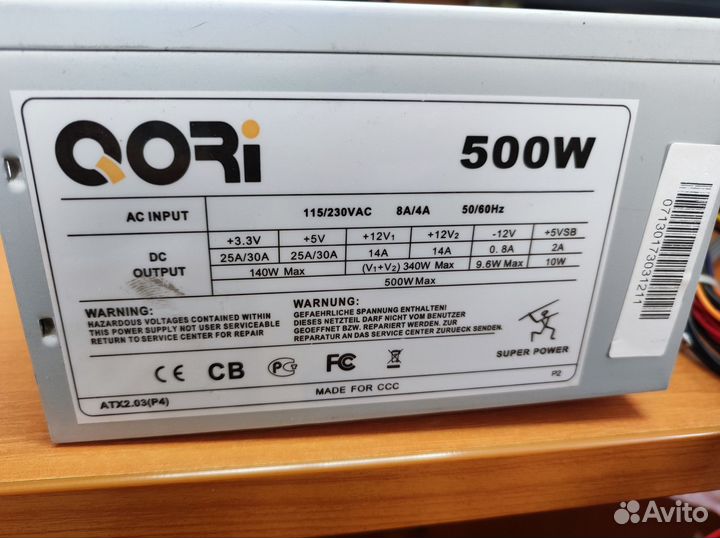 QORi
500W
AC INPUT 115/230VAC 8A/4A 50/60Hz
DC OUTPUT
+3.3V +5V +12V1 +12V2 -12V +5VSB
25A/30A 25A/30A 14A 14A 0.8A 2A
140W Max (V1+V2) 340W Max 9.6W Max 10W
500W Max
WARNING:
HAZARDOUS VOLTAGES CONTAINED WITHIN
THIS POWER SUPPLY NOT USER SERVICEABLE
RETURN TO SERVICE CENTER FOR REPAIR
WARNUNG:
GEFAEHRLICHE SPANNUNG ENTHALTEN!
DIESES NETZTEIL DARF NICHT VOM BENUTZER
GEOEFFNET BZW. REPARIERT WERDEN. ZUR
REPARATUR AN DAS SERVICE CENTER ZURUECK SENDEN.
SUPER POWER
CE CB PC FC
MADE FOR CCC
P2
ATX2.03(P4)
0713017303 1211
Avito